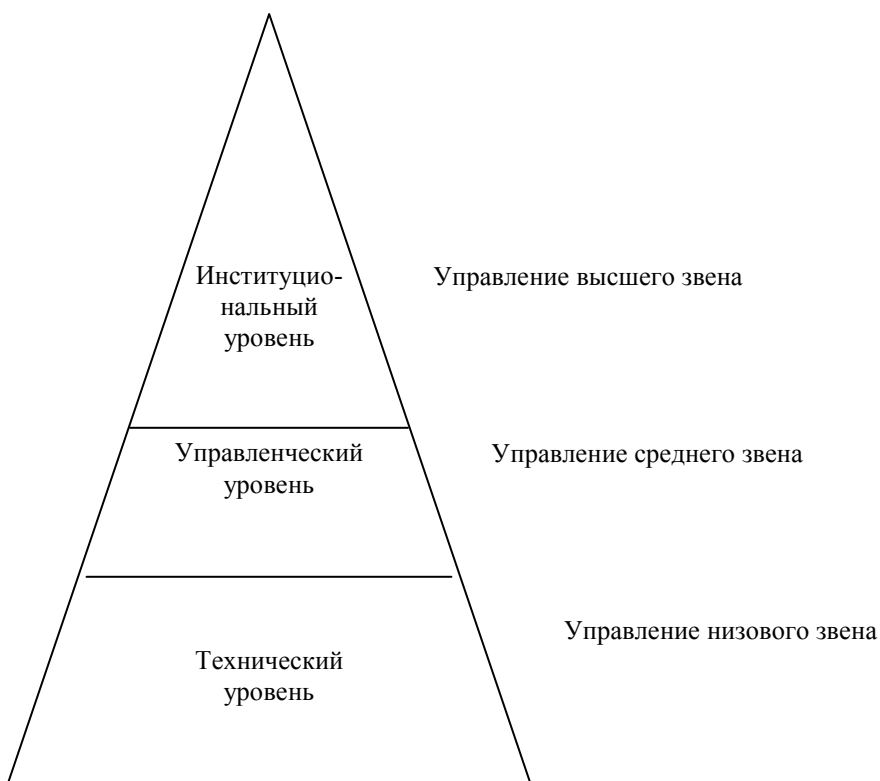 Институцио-
нальный
уровень
Управление высшего звена
Управленческий
уровень
Управление среднего звена
Управление низового звена
Технический
уровень